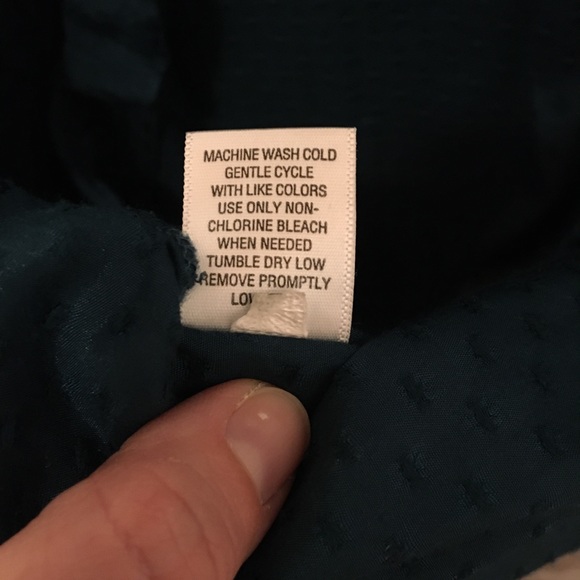 MACHINE WASH COLD
GENTLE CYCLE
WITH LIKE COLORS
USE ONLY NON-
CHLORINE BLEACH
WHEN NEEDED
TUMBLE DRY LOW
REMOVE PROMPTLY